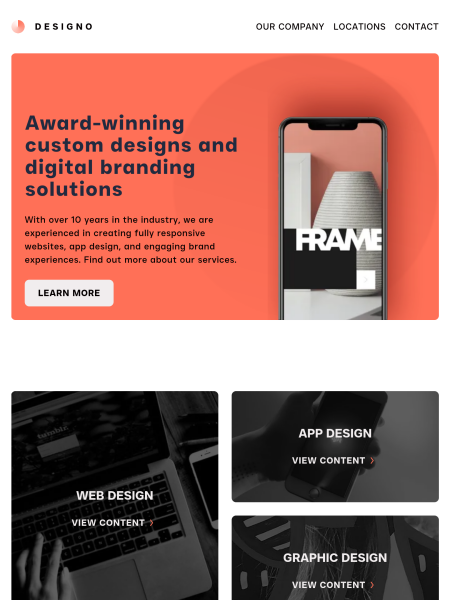 DESIGNO
OUR COMPANY LOCATIONS CONTACT
Award-winning
custom designs and
digital branding
solutions
With over 10 years in the industry, we are
experienced in creating fully responsive
websites, app design, and engaging brand
experiences. Find out more about our services.
LEARN MORE
FRAME
WEB DESIGN
VIEW CONTENT
APP DESIGN
VIEW CONTENT
GRAPHIC DESIGN
VIEW CONTENT